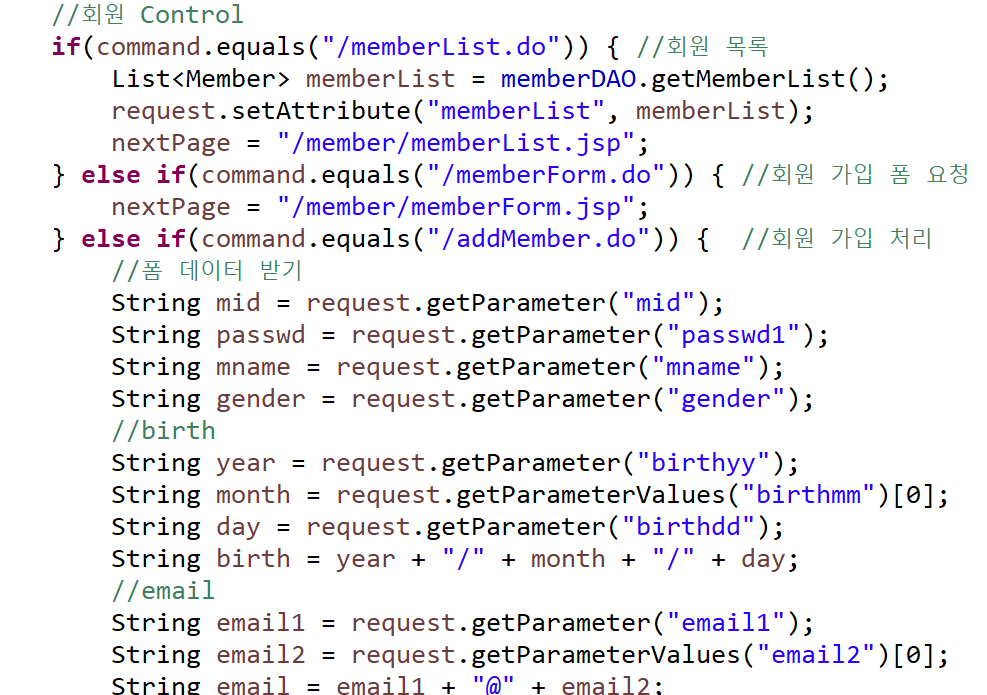 //회원 Control
if(command.equals("/memberList.do")) { //회원 목록
List<Member> memberList = memberDAO.getMemberList();
request.setAttribute("memberList", memberList);
nextPage = "/member/memberList.jsp";
} else if(command.equals("/memberForm.do")) { //회원 가입 폼 요청
nextPage = "/member/memberForm.jsp";
} else if(command.equals("/addMember.do")) {  //회원 가입 처리
//폼 데이터 받기
String mid = request.getParameter("mid");
String passwd = request.getParameter("passwd1");
String mname = request.getParameter("mname");
String gender = request.getParameter("gender");
//birth
String year = request.getParameter("birthyy");
String month = request.getParameterValues("birthmm")[0];
String day = request.getParameter("birthdd");
String birth = year + "/" + month + "/" + day;
//email
String email1 = request.getParameter("email1");
String email2 = request.getParameterValues("email2")[0];
String email = email1 + "@" + email2;